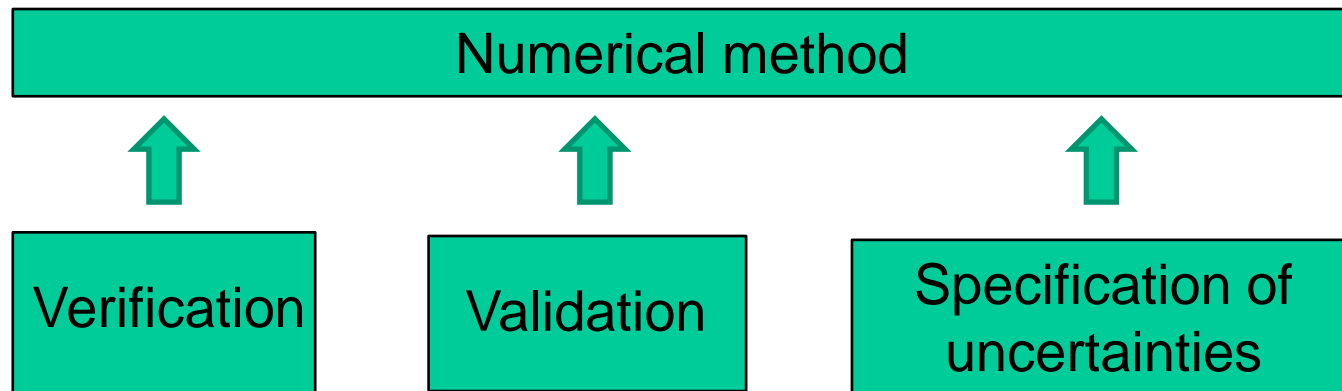 Numerical method
Verification
Validation
Specification of
uncertainties